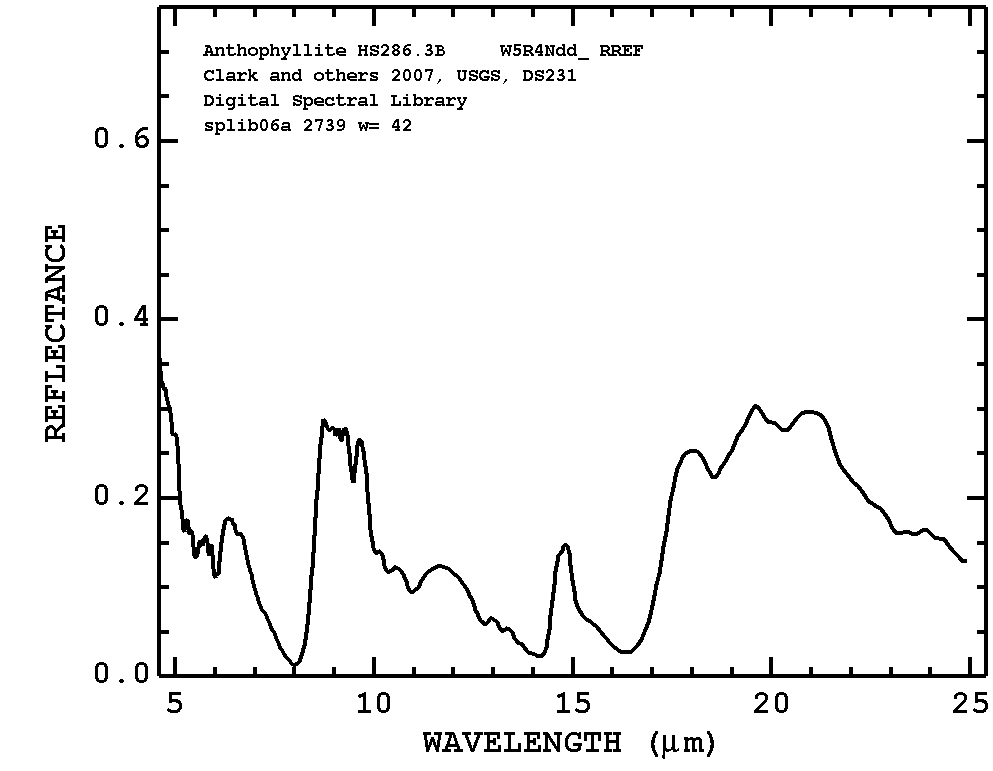 Anthophyllite HS286.3B W5R4Ndd_ RREF
Clark and others 2007, USGS, DS231
Digital Spectral Library
splib06a 2739 w= 42
REFLECTANCE
0.6
0.4
0.2
0.0
5 10 15 20 25
WAVELENGTH (μm)